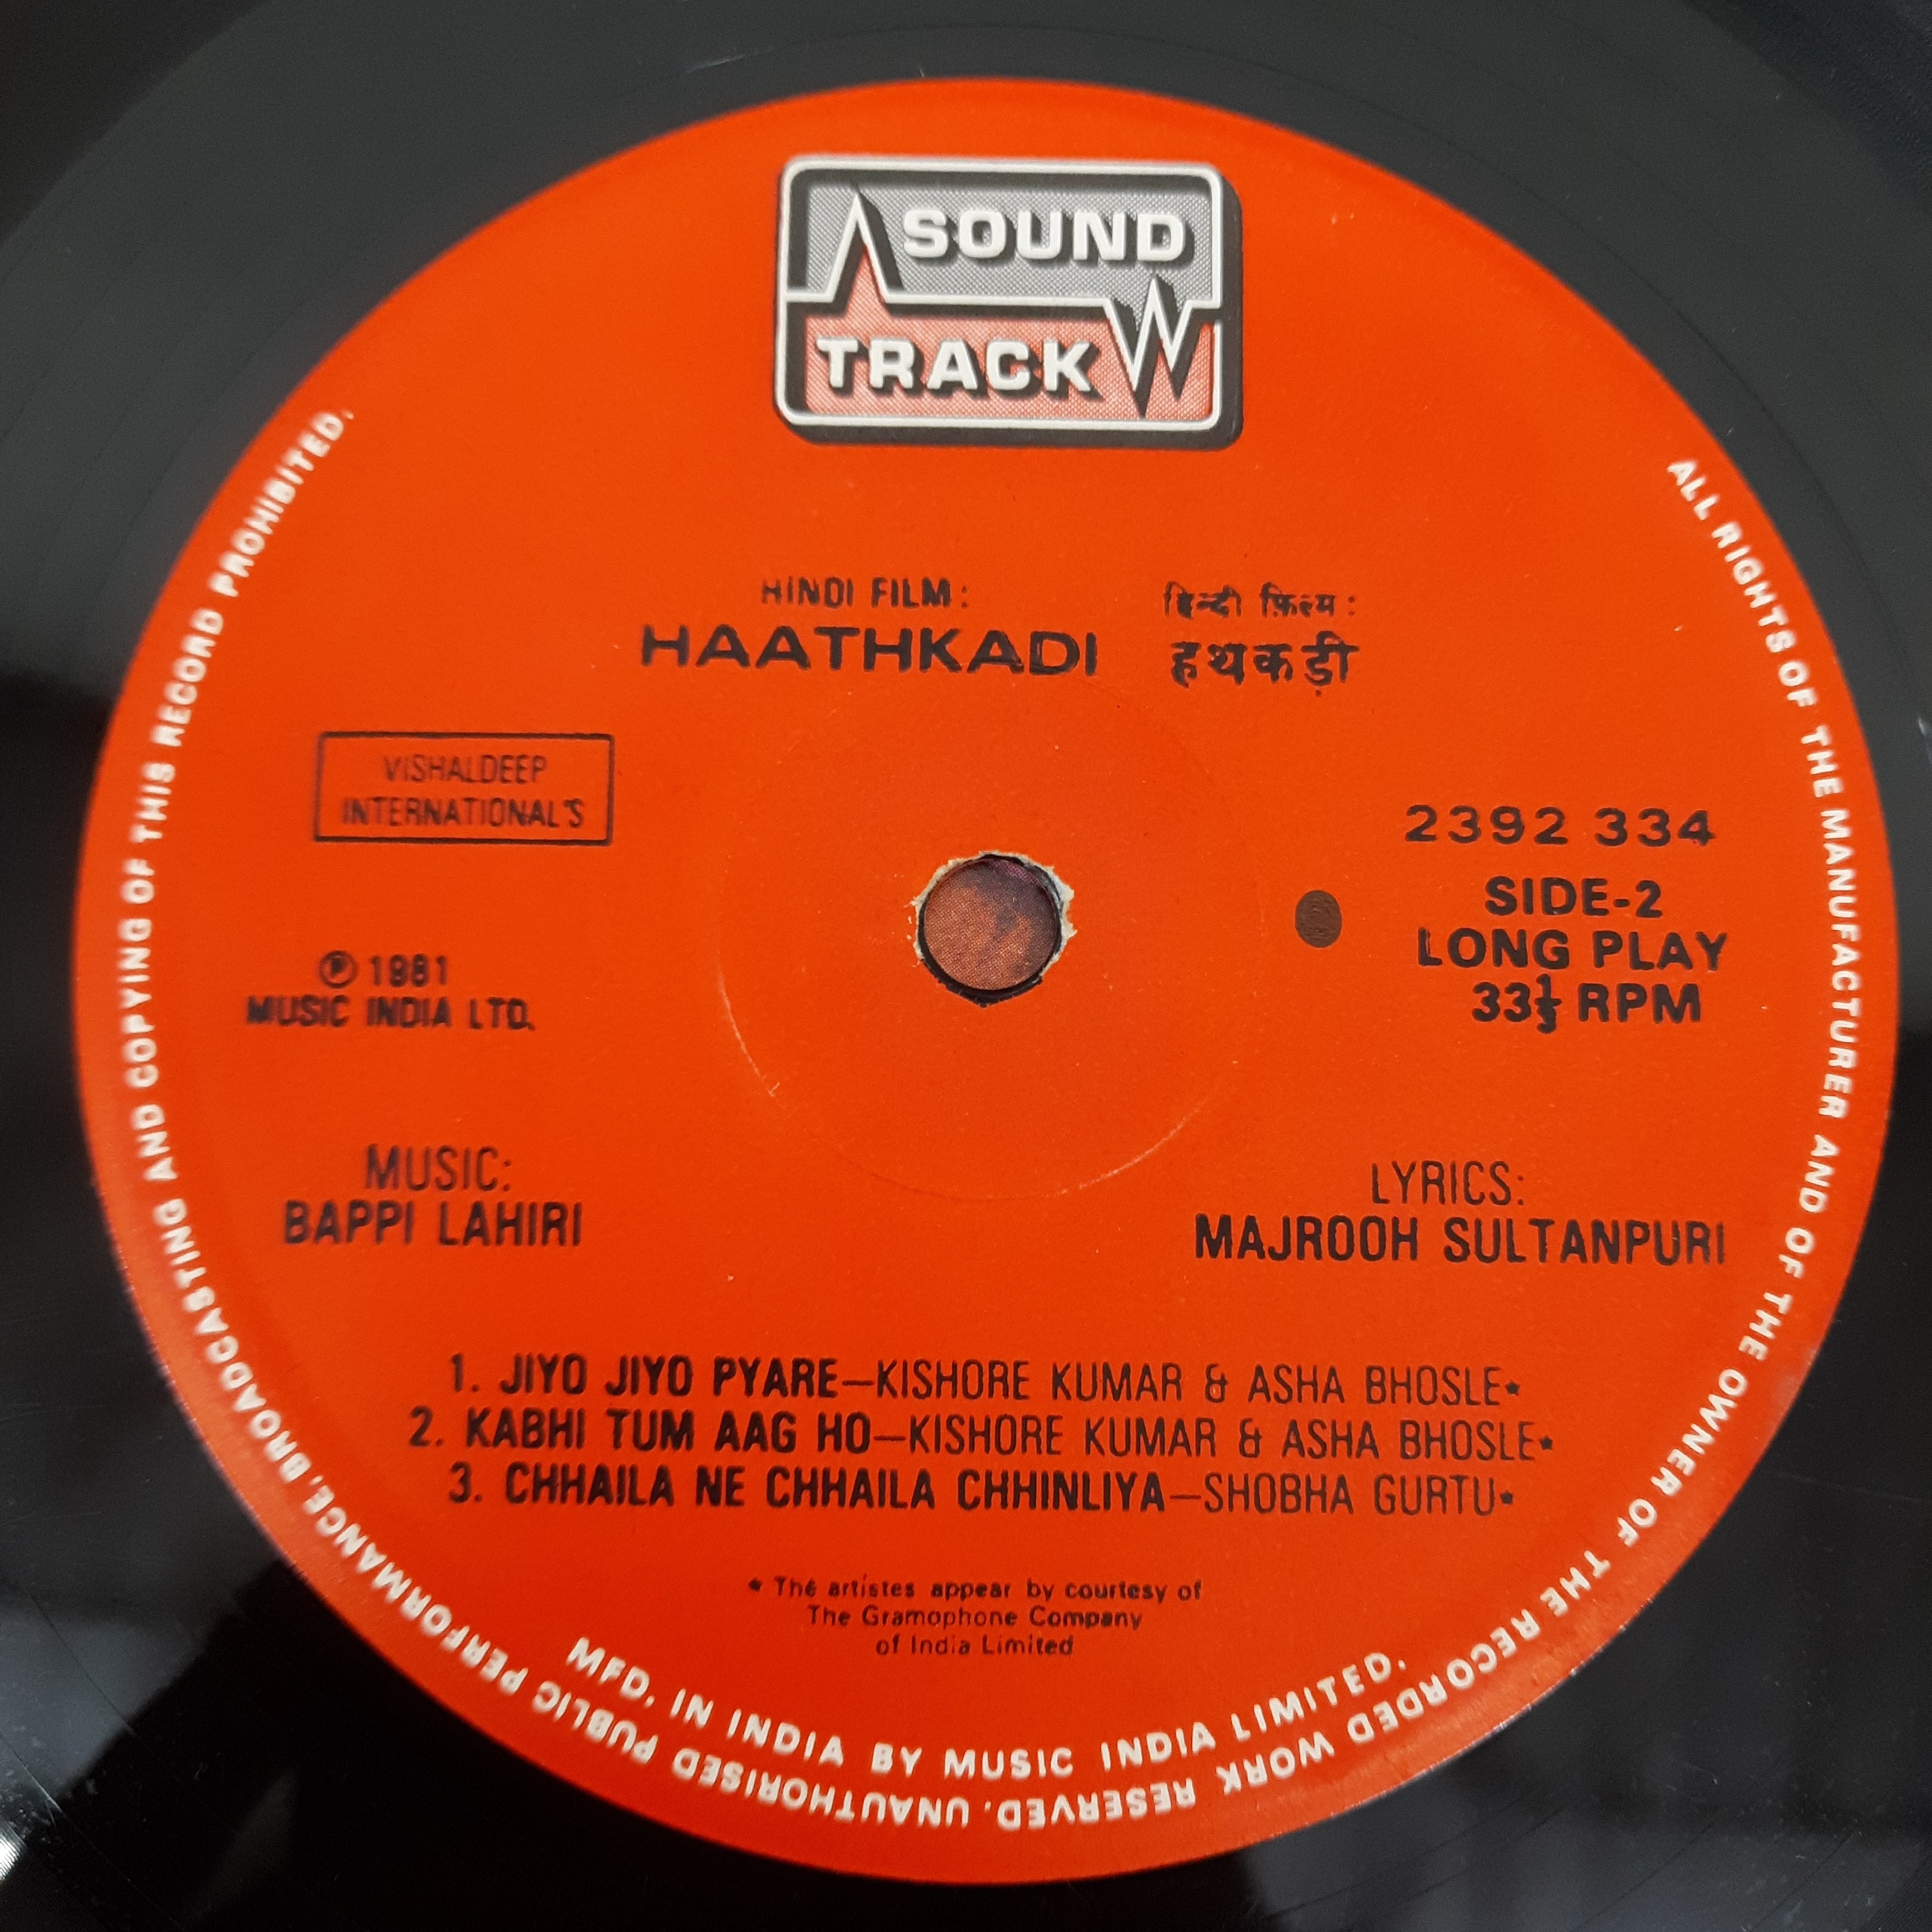 SOUND
TRACK
HINDI FILM:
HAATHKADI
हिन्दी फ़िल्म:
हथकड़ी
VISHALDEEP
INTERNATIONAL'S
2392 334
SIDE-2
LONG PLAY
33⅓ RPM
℗ 1981
MUSIC INDIA LTD.
MUSIC:
BAPPI LAHIRI
LYRICS:
MAJROOH SULTANPURI
1. JIYO JIYO PYARE—KISHORE KUMAR & ASHA BHOSLE*
2. KABHI TUM AAG HO—KISHORE KUMAR & ASHA BHOSLE*
3. CHHAILA NE CHHAILA CHHINLIYA—SHOBHA GURTU*
* The artistes appear by courtesy of
The Gramophone Company
of India Limited
MFD. IN INDIA BY MUSIC INDIA LIMITED.
ALL RIGHTS OF THE MANUFACTURER AND OF THE OWNER OF THE RECORDED WORK RESERVED. UNAUTHORISED PUBLIC PERFORMANCE, BROADCASTING AND COPYING OF THIS RECORD PROHIBITED.